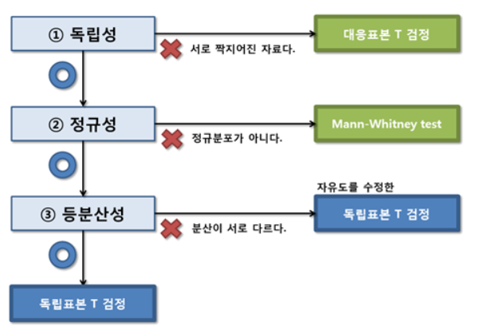 ① 독립성
서로 짝지어진 자료다.
대응표본 T 검정
② 정규성
정규분포가 아니다.
Mann-Whitney test
③ 등분산성
분산이 서로 다르다.
자유도를 수정한
독립표본 T 검정
독립표본 T 검정